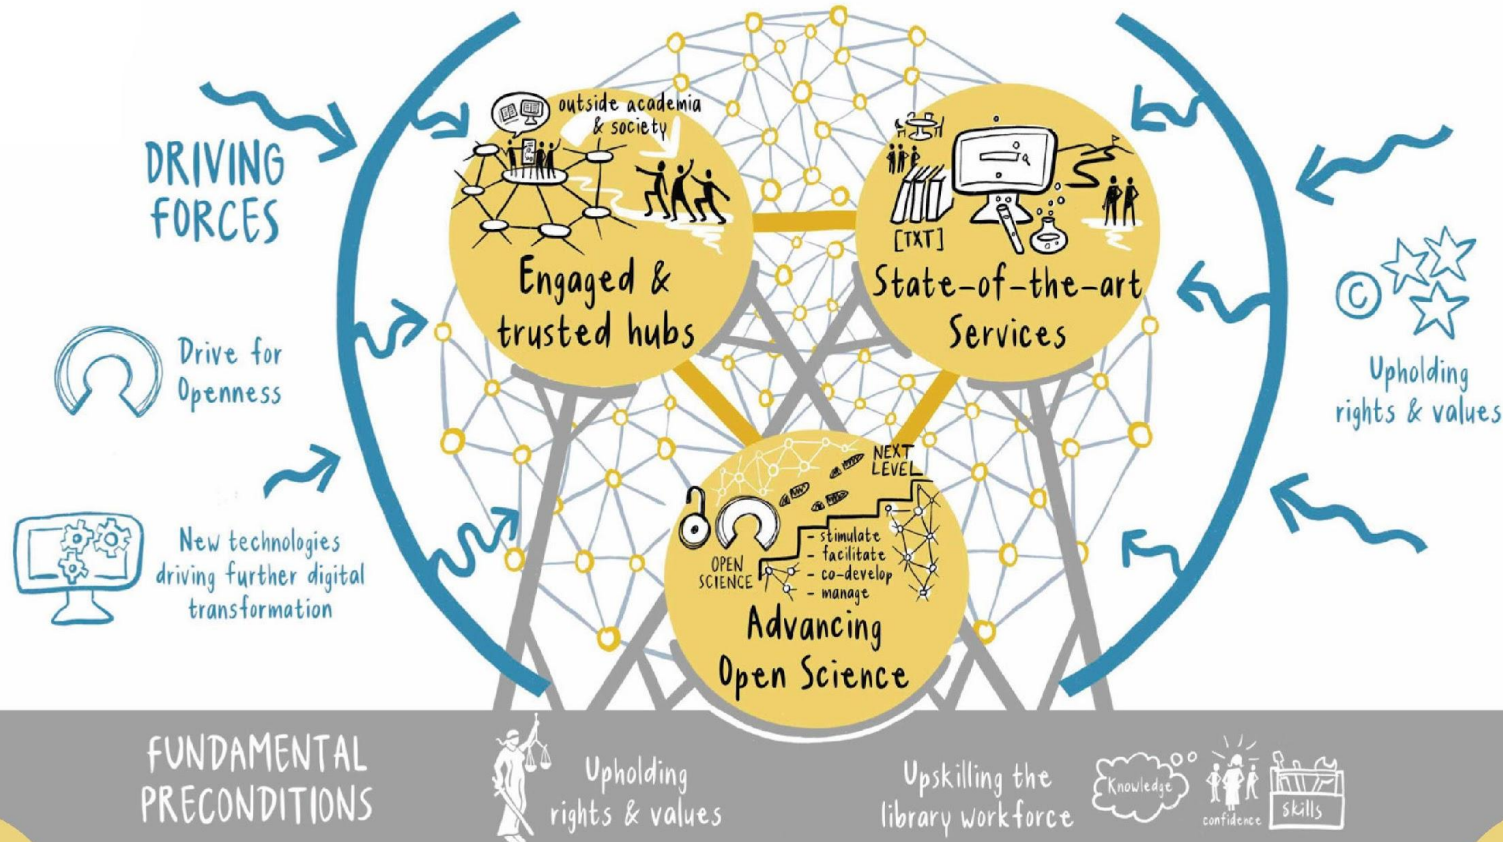 DRIVING
FORCES
Drive for
Openness
New technologies
driving further digital
transformation
outside academia
& society
Engaged &
trusted hubs
[TXT]
State-of-the-art
Services
©
Upholding
rights & values
NEXT
LEVEL
OPEN
SCIENCE
- stimulate
- facilitate
- co-develop
- manage
Advancing
Open Science
FUNDAMENTAL
PRECONDITIONS
Upholding
rights & values
Upskilling the
library workforce
Knowledge
confidence
Skills